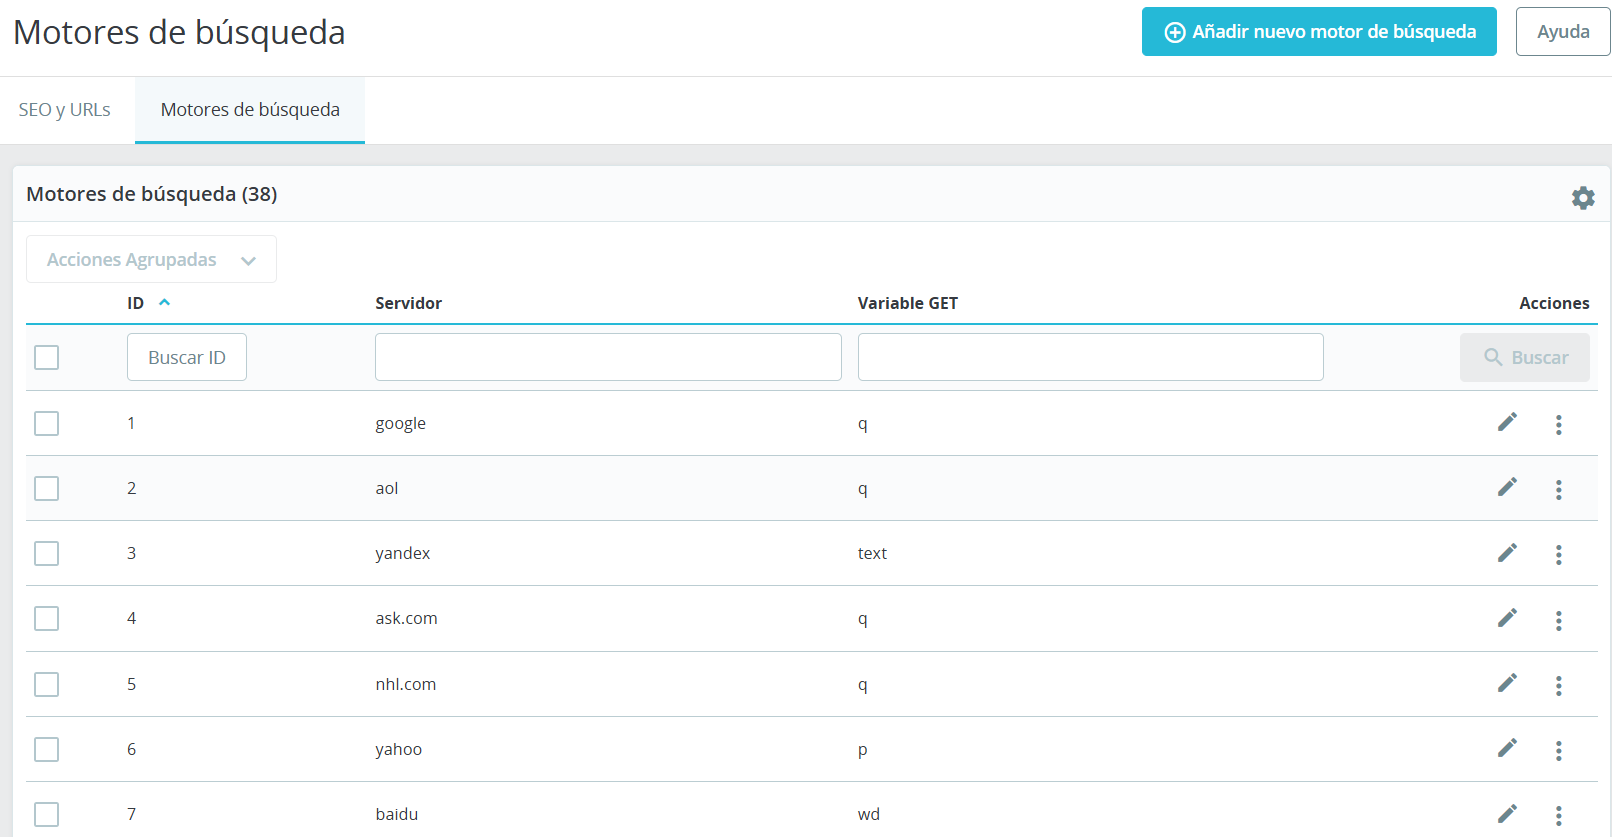 Motores de búsqueda
Añadir nuevo motor de búsqueda
Ayuda
SEO y URLs
Motores de búsqueda
Motores de búsqueda (38)
Acciones Agrupadas
ID Servidor Variable GET Acciones
Buscar ID Buscar
1 google q
2 aol q
3 yandex text
4 ask.com q
5 nhl.com q
6 yahoo p
7 baidu wd